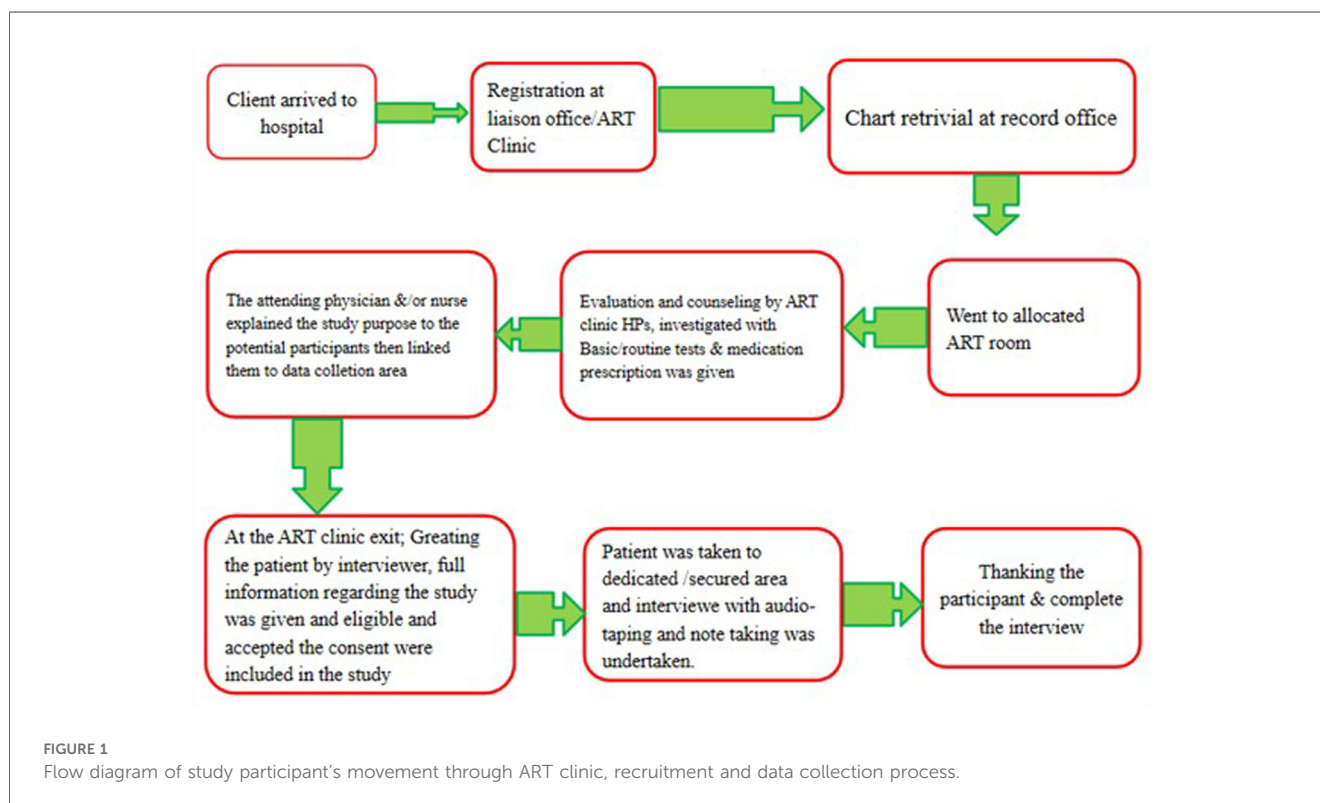 Client arrived to
hospital
Registration at
liaison office/ART
Clinic
Chart retrivial at record office
Went to allocated
ART room
Evaluation and counseling by ART
clinic HPs, investigated with
Basic/routine tests & medication
prescription was given
The attending physician &/or nurse
explained the study purpose to the
potential participants then linked
them to data colletion area
At the ART clinic exit; Greating
the patient by interviewer, full
information regarding the study
was given and eligible and
accepted the consent were
included in the study
Patient was taken to
dedicated /secured area
and interviewe with audio-
taping and note taking was
undertaken.
Thanking the
participant & complete
the interview
FIGURE 1
Flow diagram of study participant's movement through ART clinic, recruitment and data collection process.